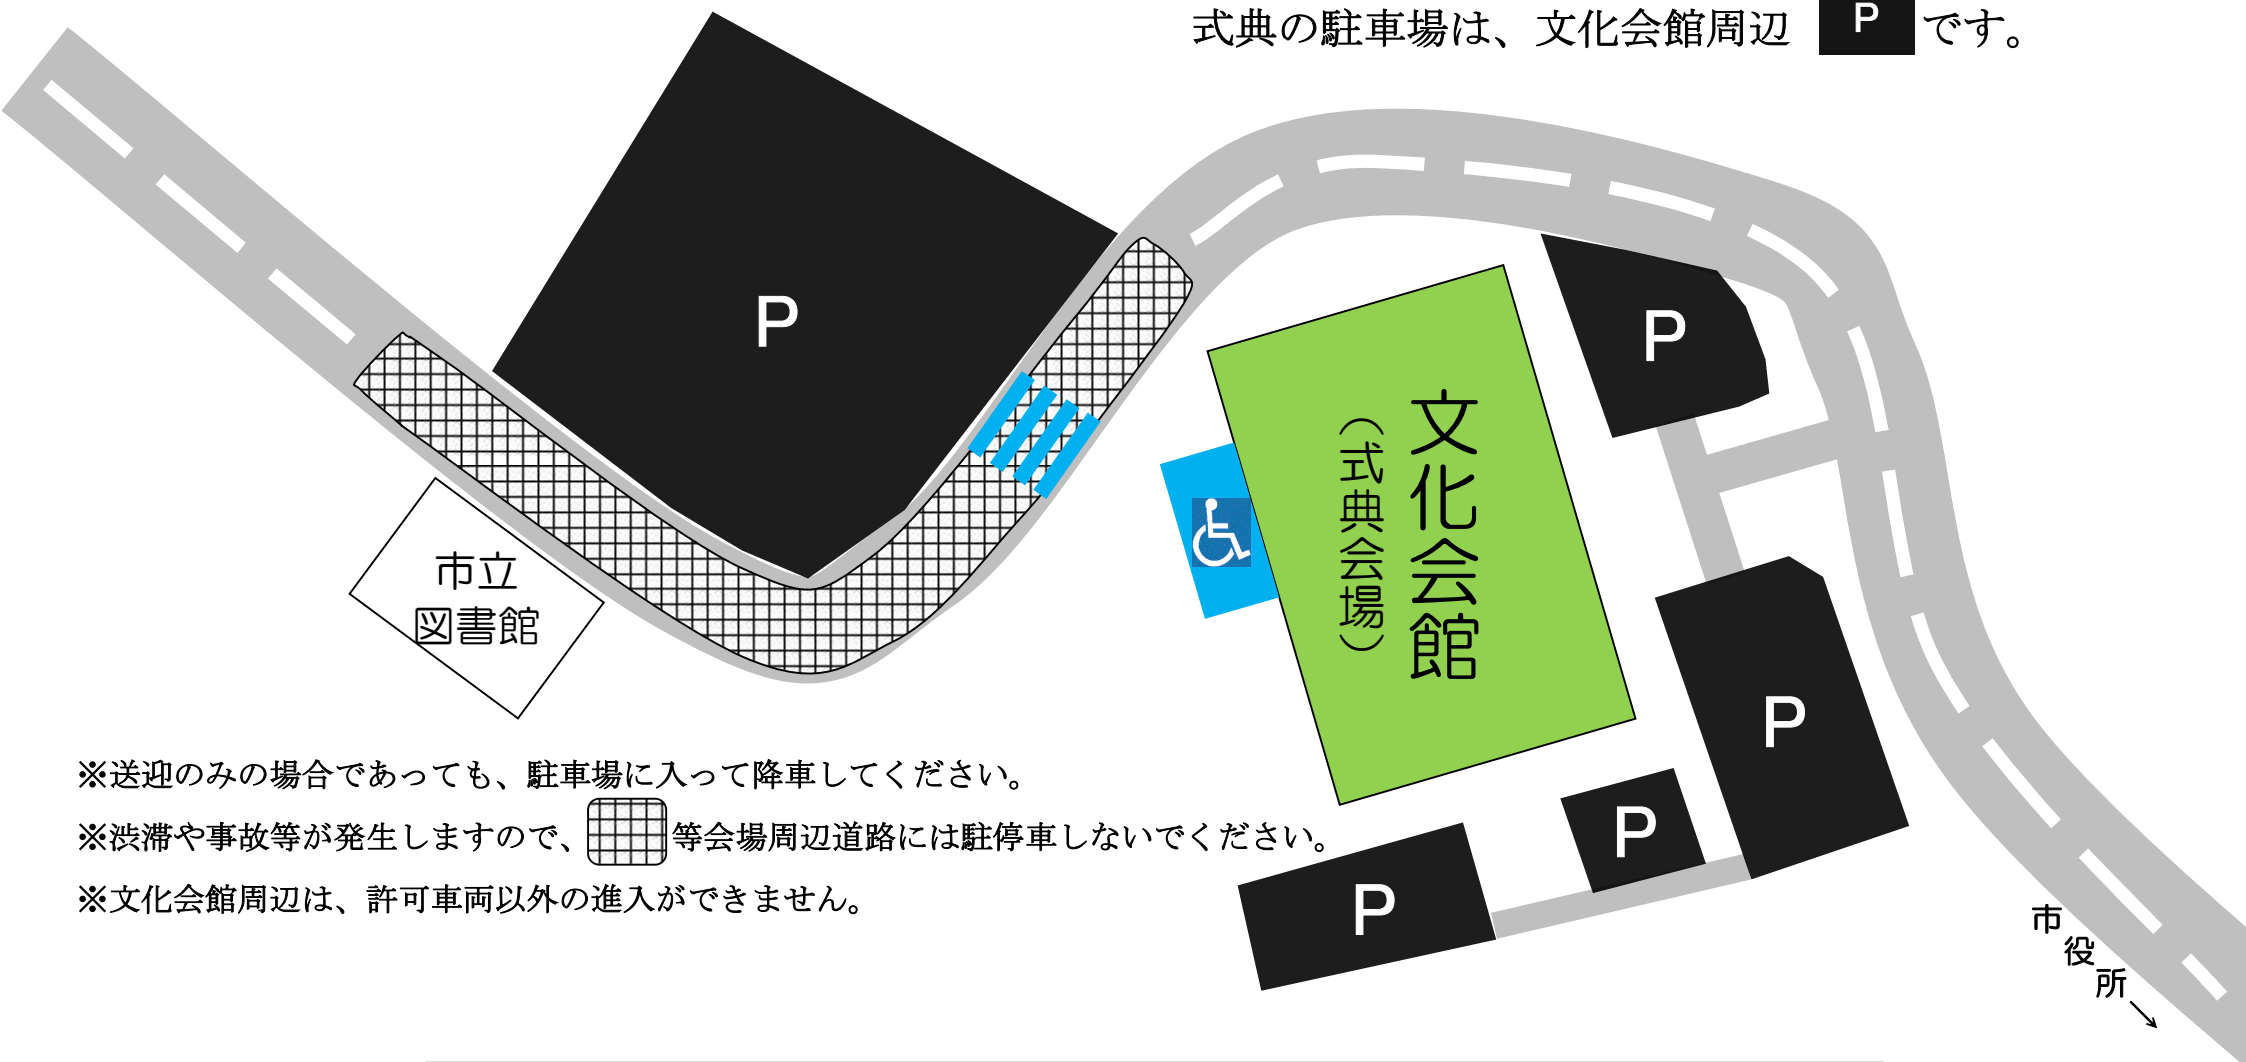 式典の駐車場は、文化会館周辺 P です。
P
P
文化会館
（式典会場）
市立
図書館
P
P
P
※送迎のみの場合であっても、駐車場に入って降車してください。
※渋滞や事故等が発生しますので、 等会場周辺道路には駐停車しないでください。
※文化会館周辺は、許可車両以外の進入ができません。
市役所→